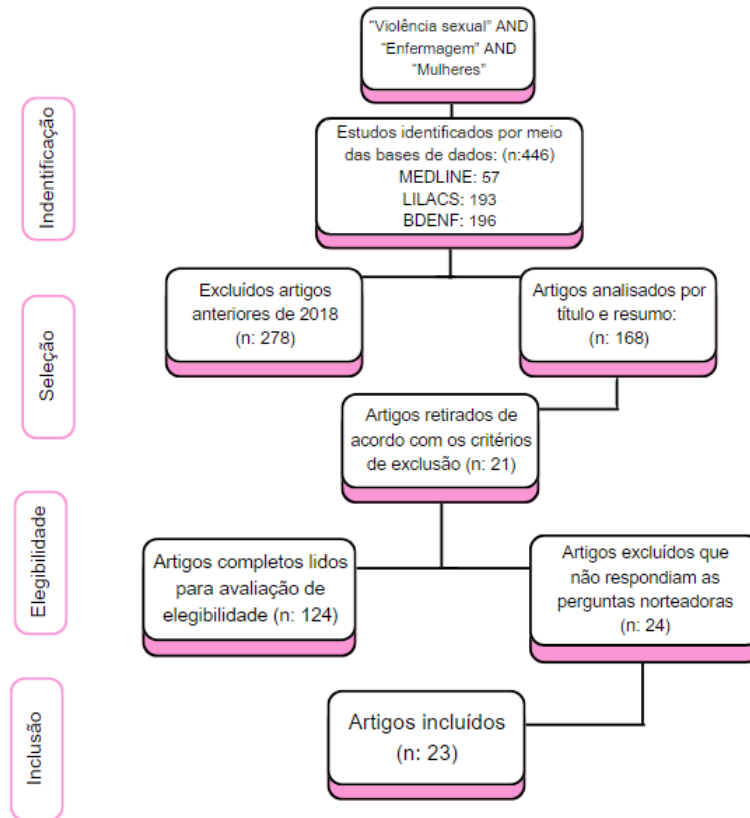 “Violência sexual” AND
“Enfermagem” AND
“Mulheres”
Indentificação
Estudos identificados por meio
das bases de dados: (n:446)
MEDLINE: 57
LILACS: 193
BDENF: 196
Seleção
Excluídos artigos
anteriores de 2018
(n: 278)
Artigos analisados por
título e resumo:
(n: 168)
Artigos retirados de
acordo com os critérios
de exclusão (n: 21)
Elegibilidade
Artigos completos lidos
para avaliação de
elegibilidade (n: 124)
Artigos excluídos que
não respondiam as
perguntas norteadoras
(n: 24)
Inclusão
Artigos incluídos
(n: 23)